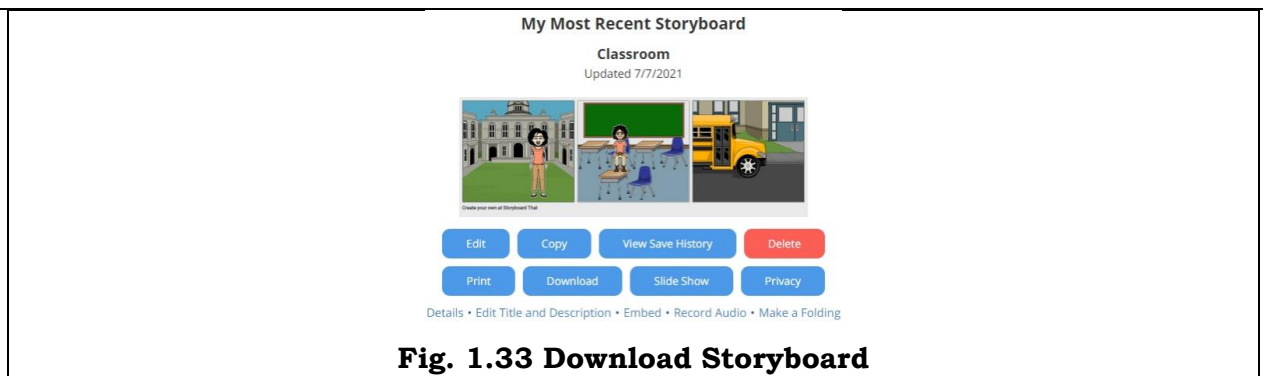 My Most Recent Storyboard
Classroom
Updated 7/7/2021
Create your own at Storyboard That
Edit Copy View Save History Delete
Print Download Slide Show Privacy
Details • Edit Title and Description • Embed • Record Audio • Make a Folding
Fig. 1.33 Download Storyboard